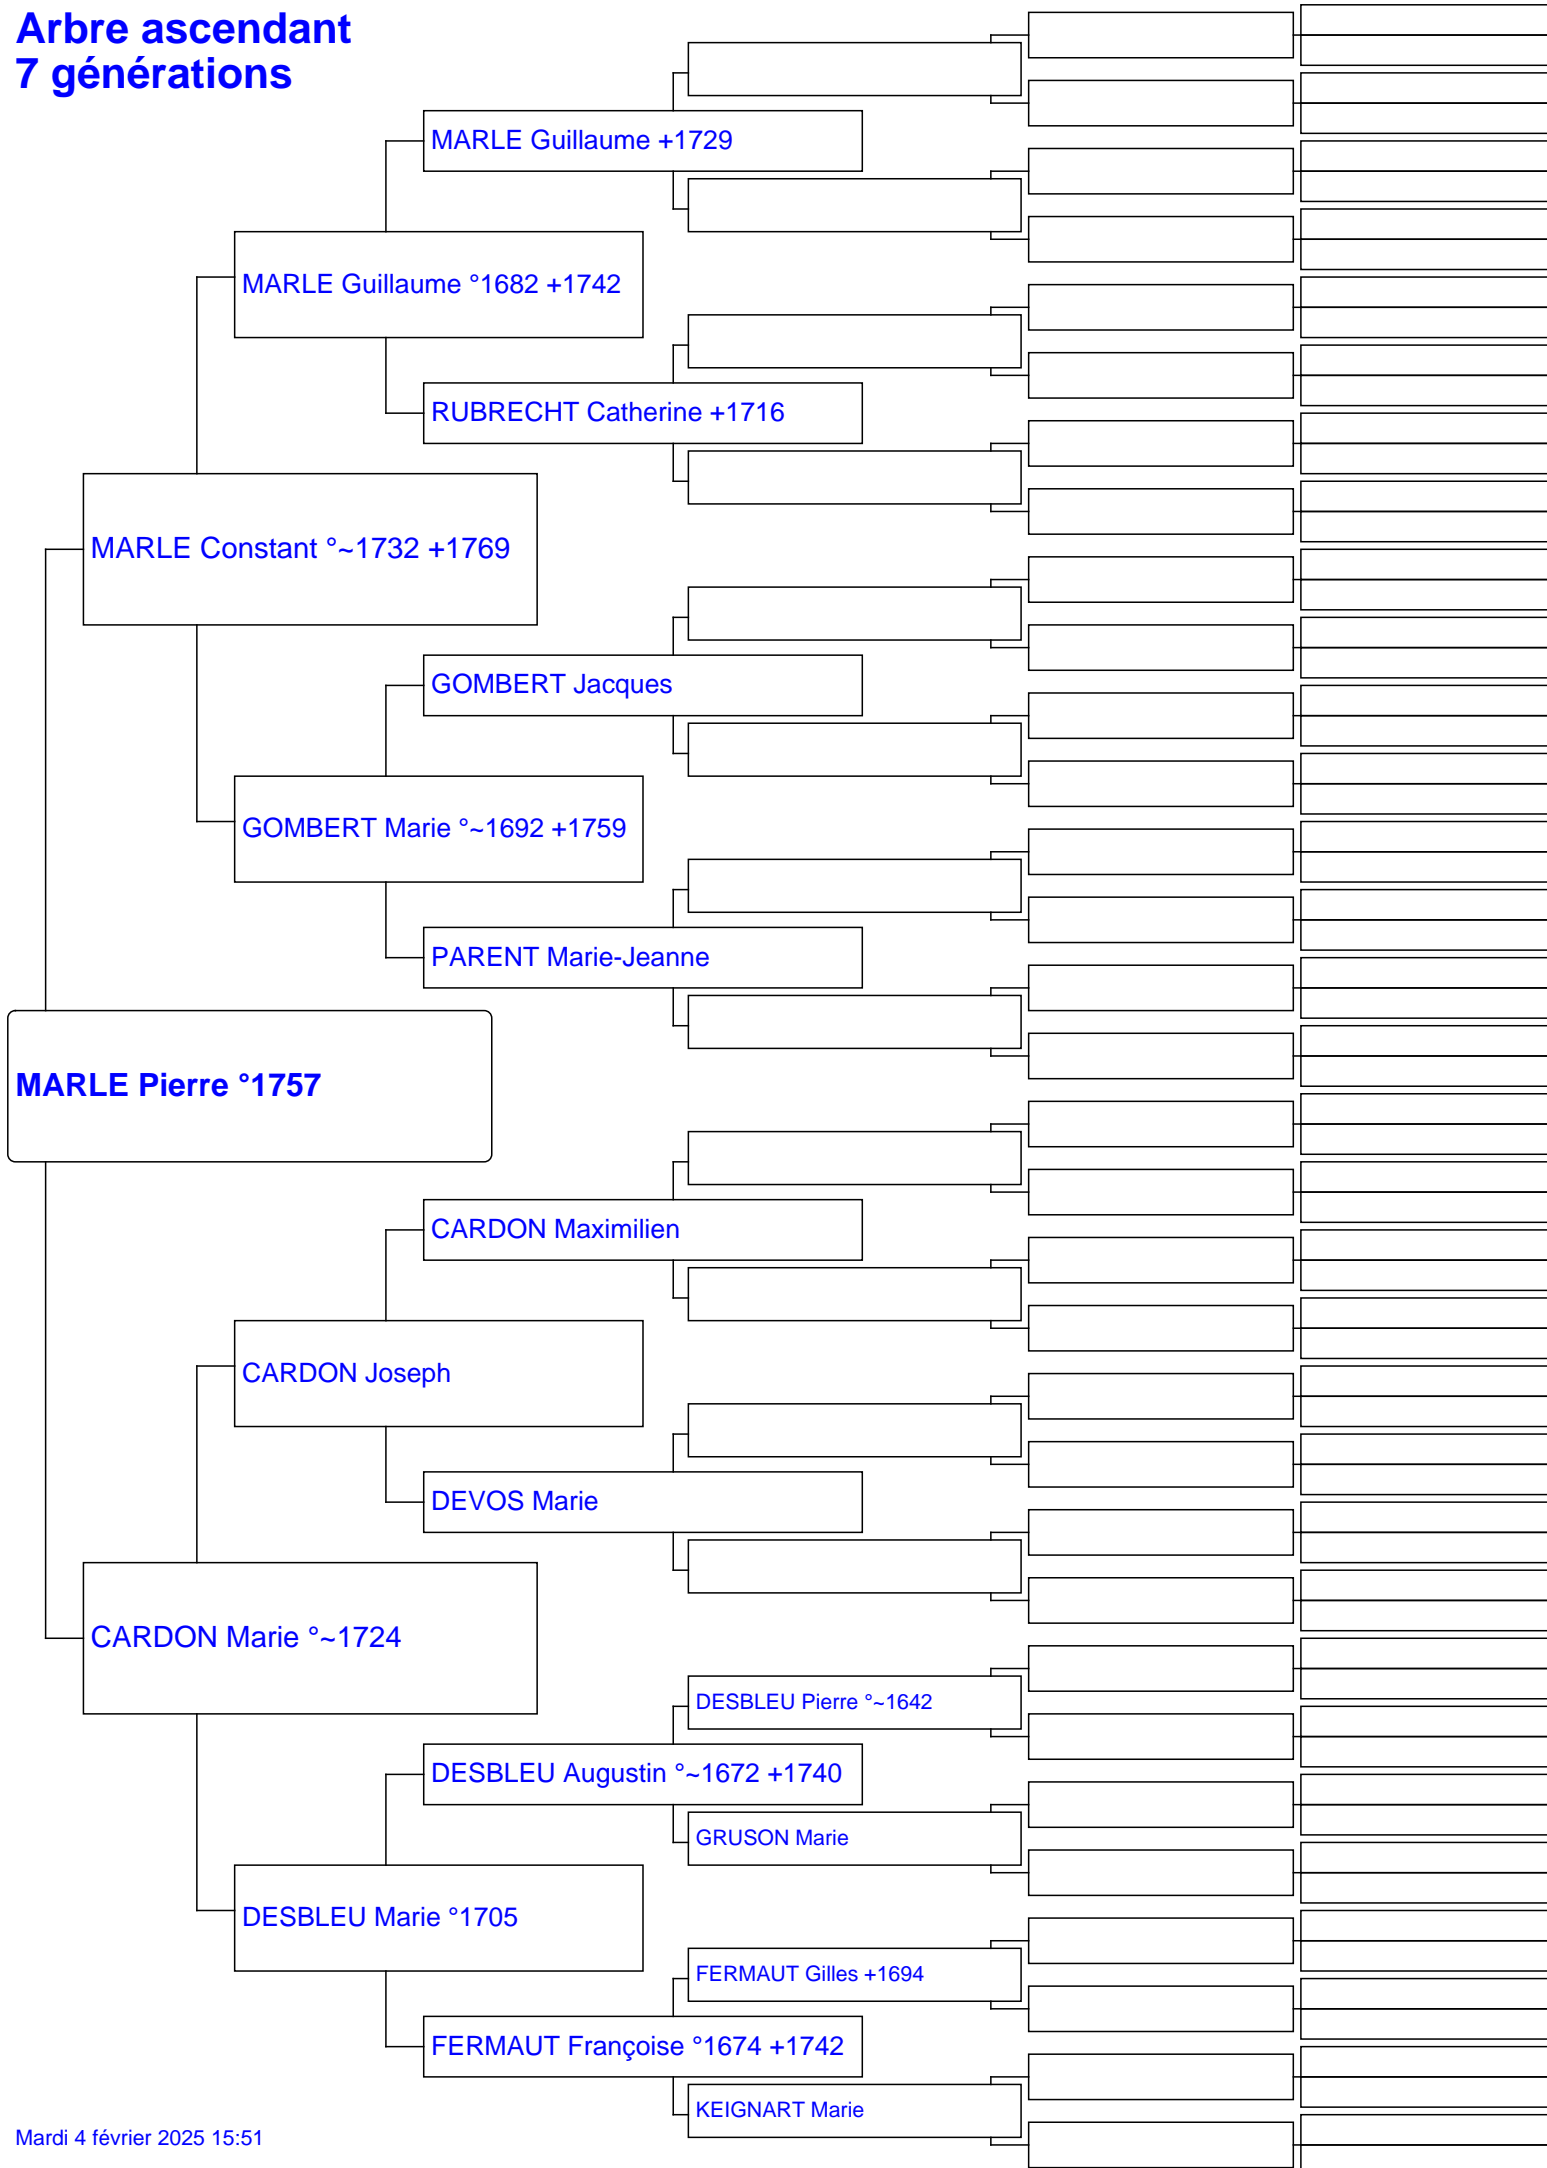 Arbre ascendant
7 générations
MARLE Guillaume +1729
MARLE Guillaume °1682 +1742
RUBRECHT Catherine +1716
MARLE Constant °~1732 +1769
GOMBERT Jacques
GOMBERT Marie °~1692 +1759
PARENT Marie-Jeanne
MARLE Pierre °1757
CARDON Maximilien
CARDON Joseph
DEVOS Marie
CARDON Marie °~1724
DESBLEU Pierre °~1642
DESBLEU Augustin °~1672 +1740
GRUSON Marie
DESBLEU Marie °1705
FERMAUT Gilles +1694
FERMAUT Françoise °1674 +1742
KEIGNART Marie
Mardi 4 février 2025 15:51